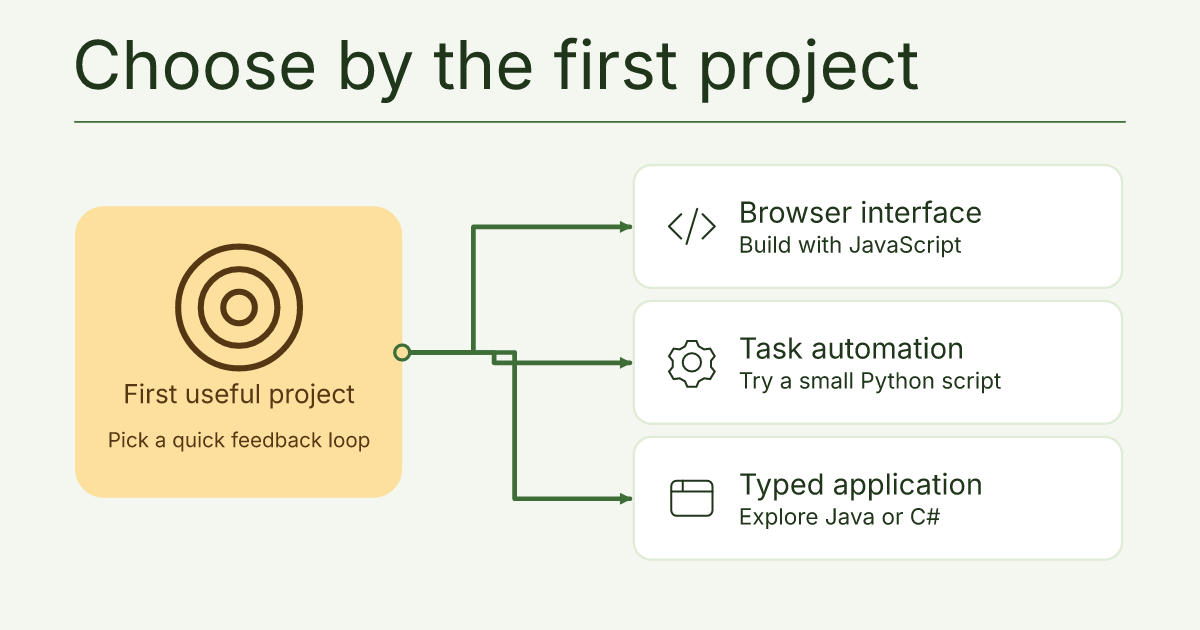 Choose by the first project
First useful project
Pick a quick feedback loop
Browser interface
Build with JavaScript
Task automation
Try a small Python script
Typed application
Explore Java or C#